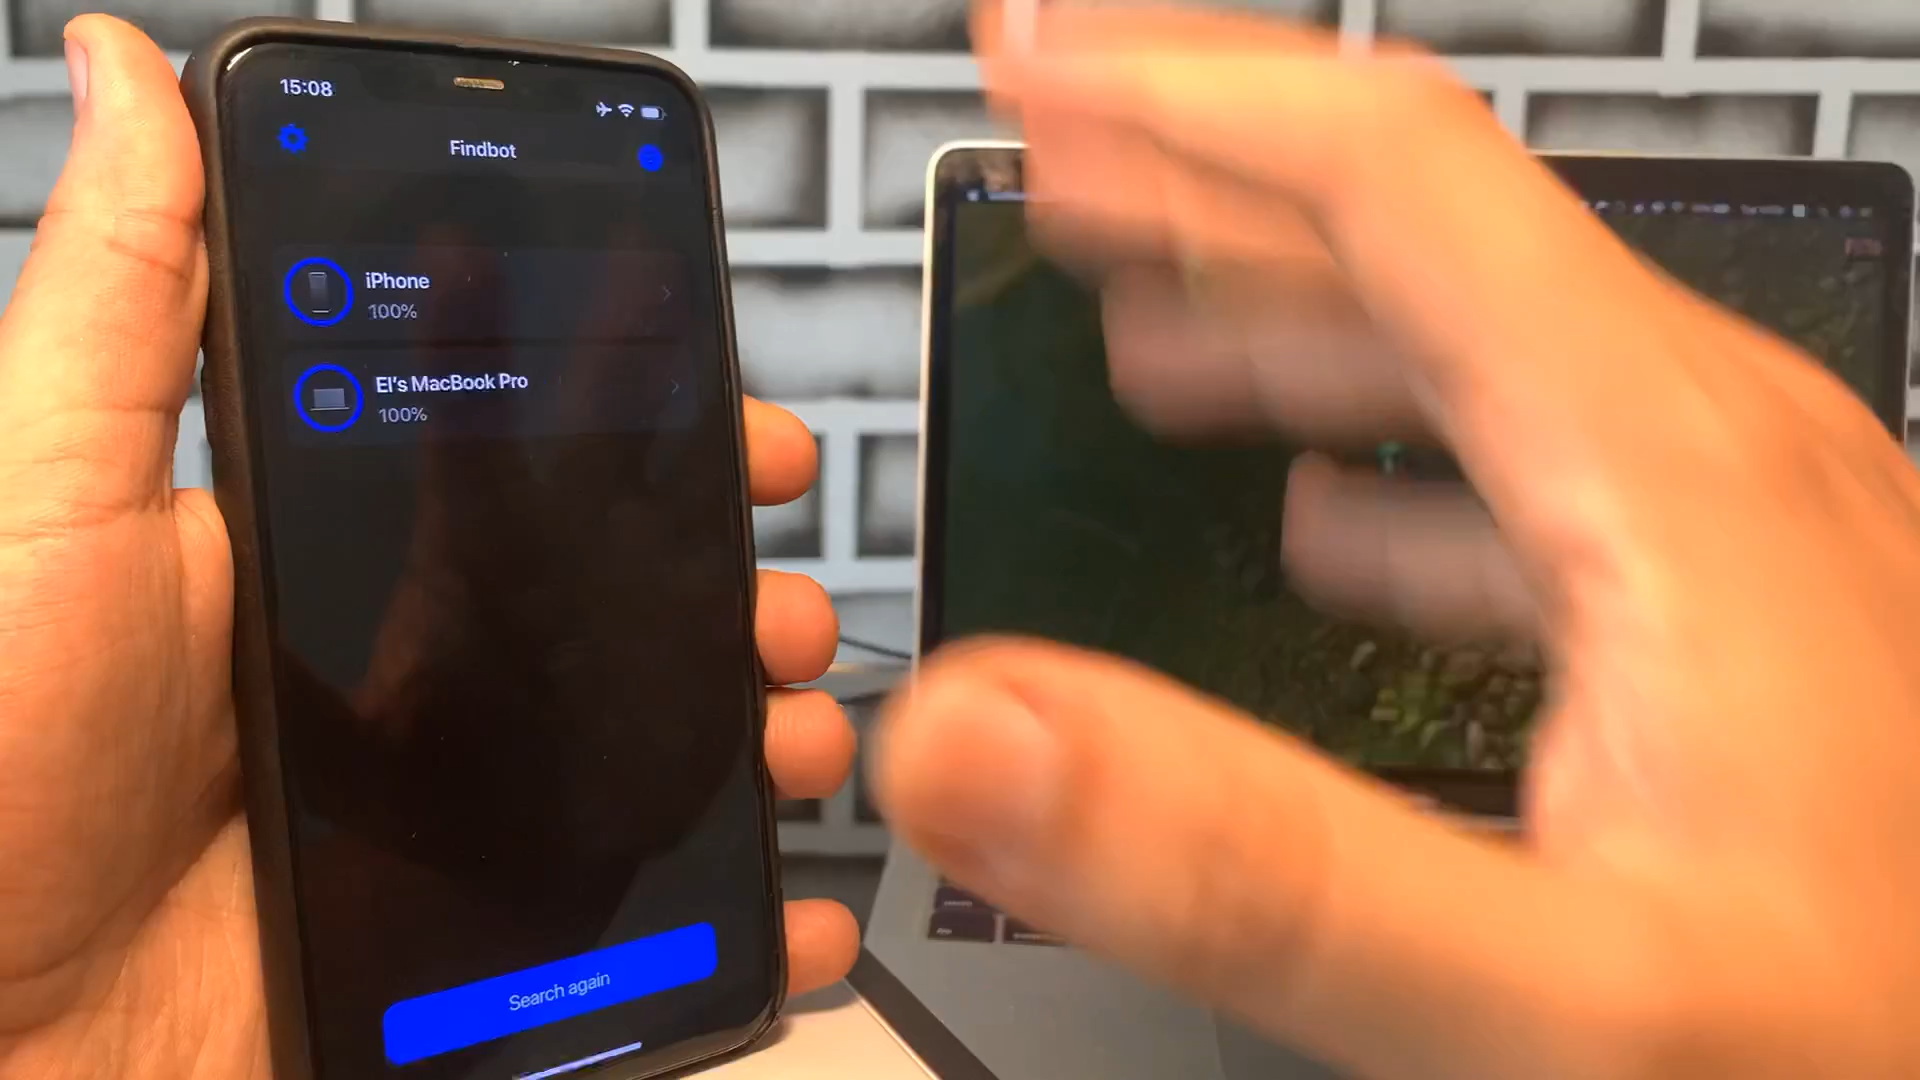 15:08
Findbot
iPhone
100%
El's MacBook Pro
100%
Search again